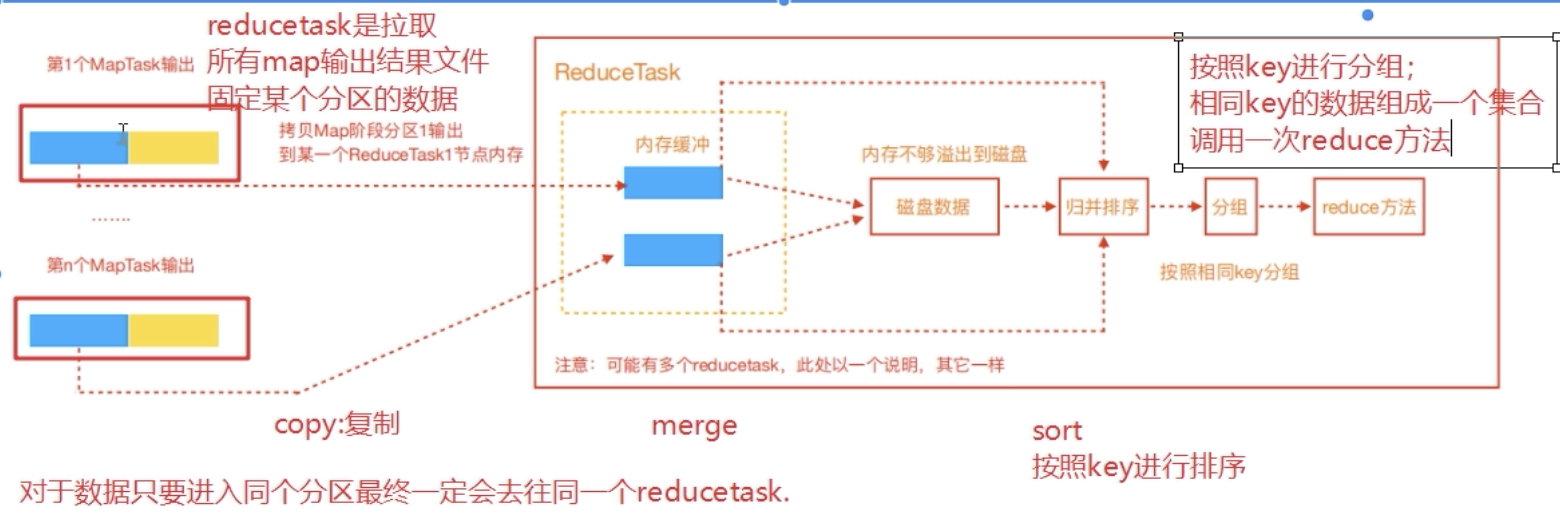 reducetask是拉取
所有map输出结果文件
固定某个分区的数据
第1个MapTask输出
拷贝Map阶段分区1输出
到某一个ReduceTask1节点内存
…….
第n个MapTask输出
ReduceTask
内存缓冲
内存不够溢出到磁盘
磁盘数据
归并排序
分组
reduce方法
按照相同key分组
按照key进行分组;
相同key的数据组成一个集合
调用一次reduce方法
注意：可能有多个reducetask，此处以一个说明，其它一样
copy:复制
merge
sort
按照key进行排序
对于数据只要进入同个分区最终一定会去往同一个reducetask.